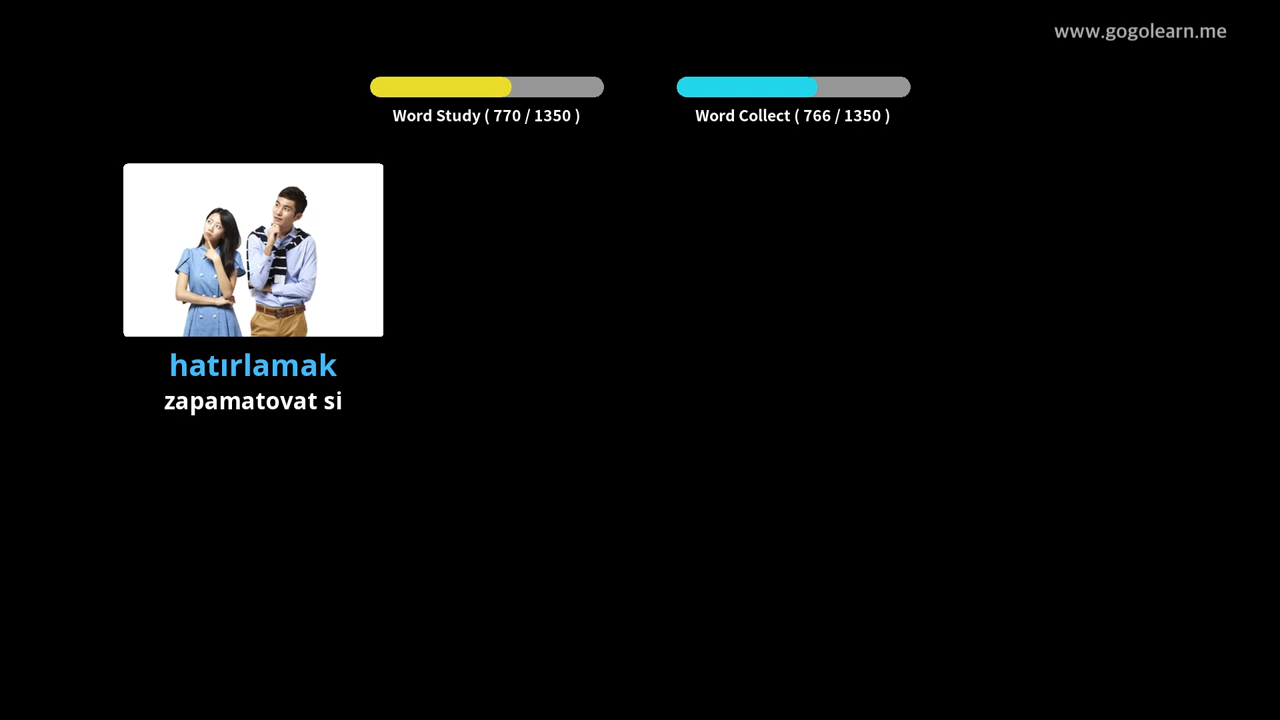 www.gogolearn.me
Word Study ( 770 / 1350 )
Word Collect ( 766 / 1350 )
hatırlamak
zapamatovat si